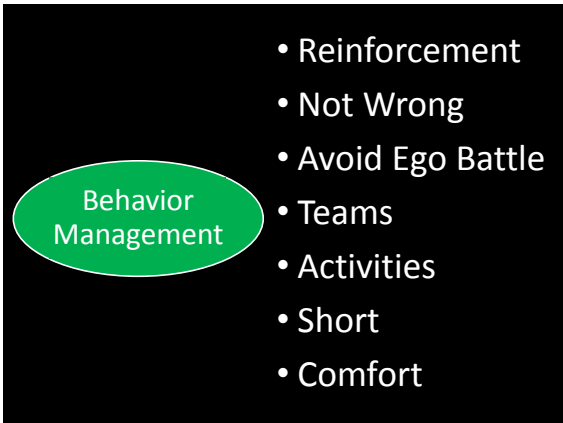 Behavior
Management
• Reinforcement
• Not Wrong
• Avoid Ego Battle
• Teams
• Activities
• Short
• Comfort